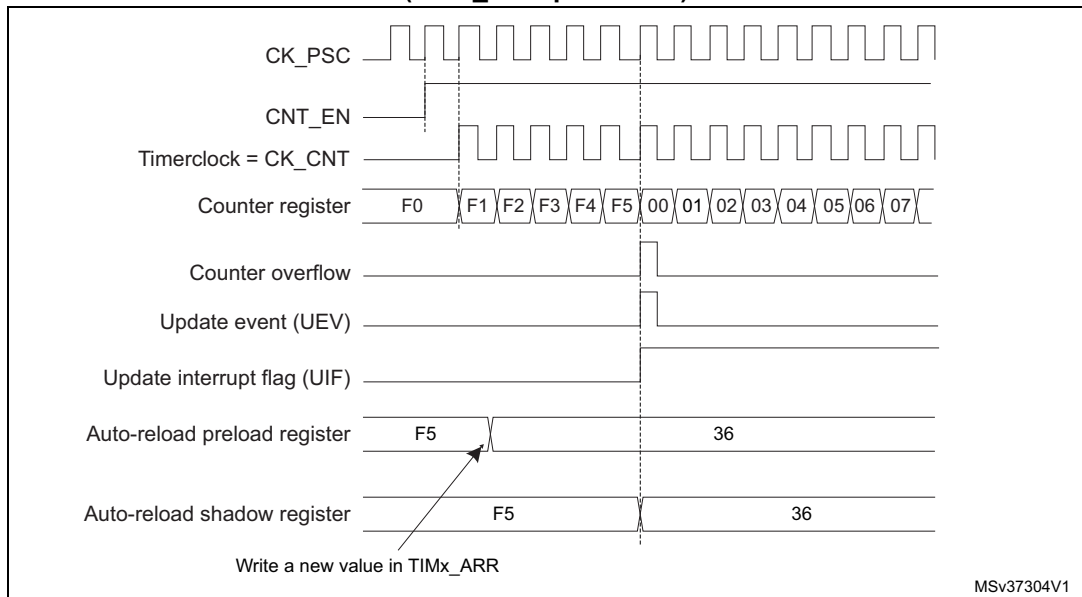 CK_PSC
CNT_EN
Timerclock = CK_CNT
Counter register F0 F1 F2 F3 F4 F5 00 01 02 03 04 05 06 07
Counter overflow
Update event (UEV)
Update interrupt flag (UIF)
Auto-reload preload register F5 36
Auto-reload shadow register F5 36
Write a new value in TIMx_ARR
MSv37304V1